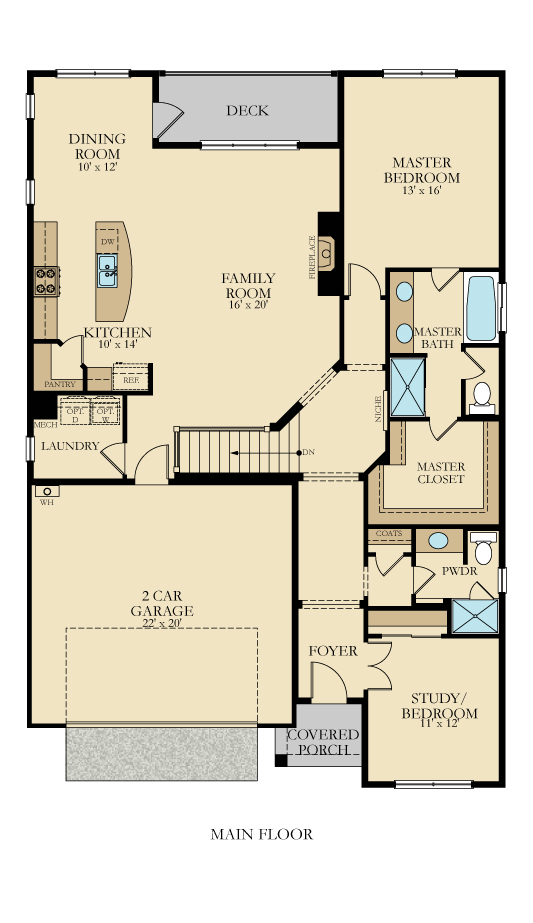 DECK
DINING
ROOM
10' x 12'
MASTER
BEDROOM
13' x 16'
DW
FIREPLACE
FAMILY
ROOM
16' x 20'
KITCHEN
10' x 14'
MASTER
BATH
PANTRY
REF.
NICHE
OPT.
D
OPT.
W
MECH
LAUNDRY
DN
MASTER
CLOSET
WH
COATS
PWDR
2 CAR
GARAGE
22' x 20'
FOYER
STUDY/
BEDROOM
11' x 12'
COVERED
PORCH
MAIN FLOOR